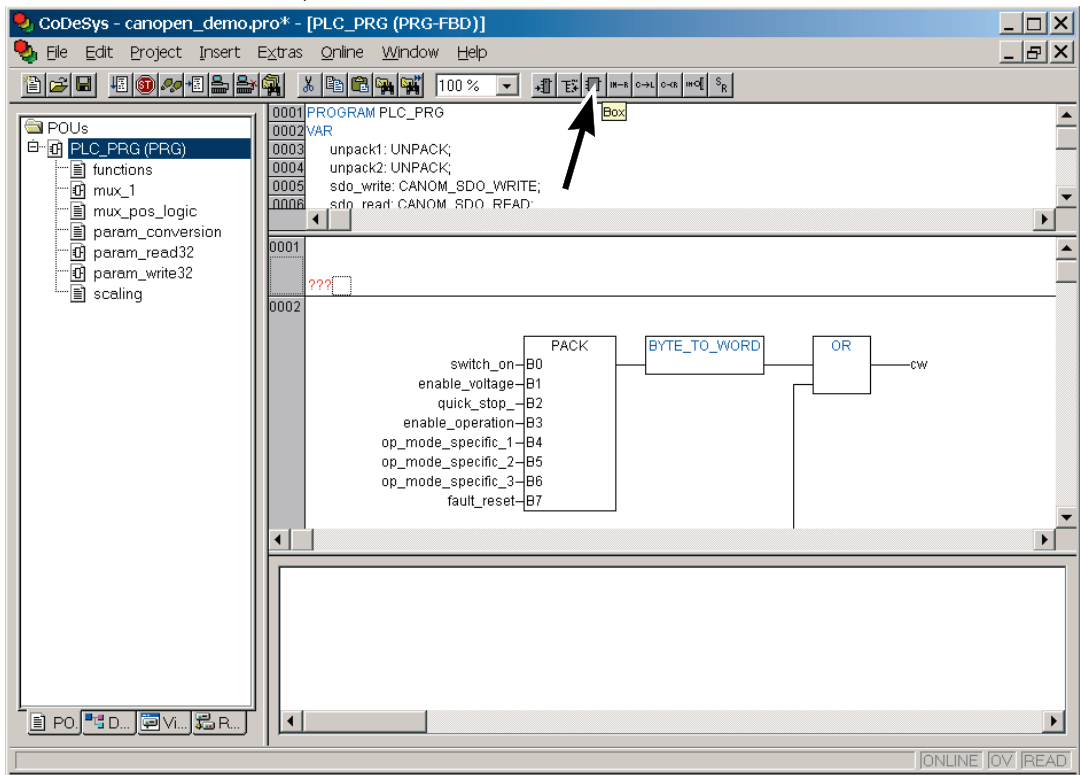 CoDeSys - canopen_demo.pro* - [PLC_PRG (PRG-FBD)]
File Edit Project Insert Extras Online Window Help
100 %
Box
POUs
PLC_PRG (PRG)
functions
mux_1
mux_pos_logic
param_conversion
param_read32
param_write32
scaling
0001 PROGRAM PLC_PRG
0002 VAR
0003 unpack1: UNPACK;
0004 unpack2: UNPACK;
0005 sdo_write: CANOM_SDO_WRITE;
0006 sdo_read: CANOM_SDO_READ;
0001
???
0002
PACK BYTE_TO_WORD OR
switch_on B0 cw
enable_voltage B1
quick_stop_ B2
enable_operation B3
op_mode_specific_1 B4
op_mode_specific_2 B5
op_mode_specific_3 B6
fault_reset B7
PO. D... Vi... R...
ONLINE OV READ